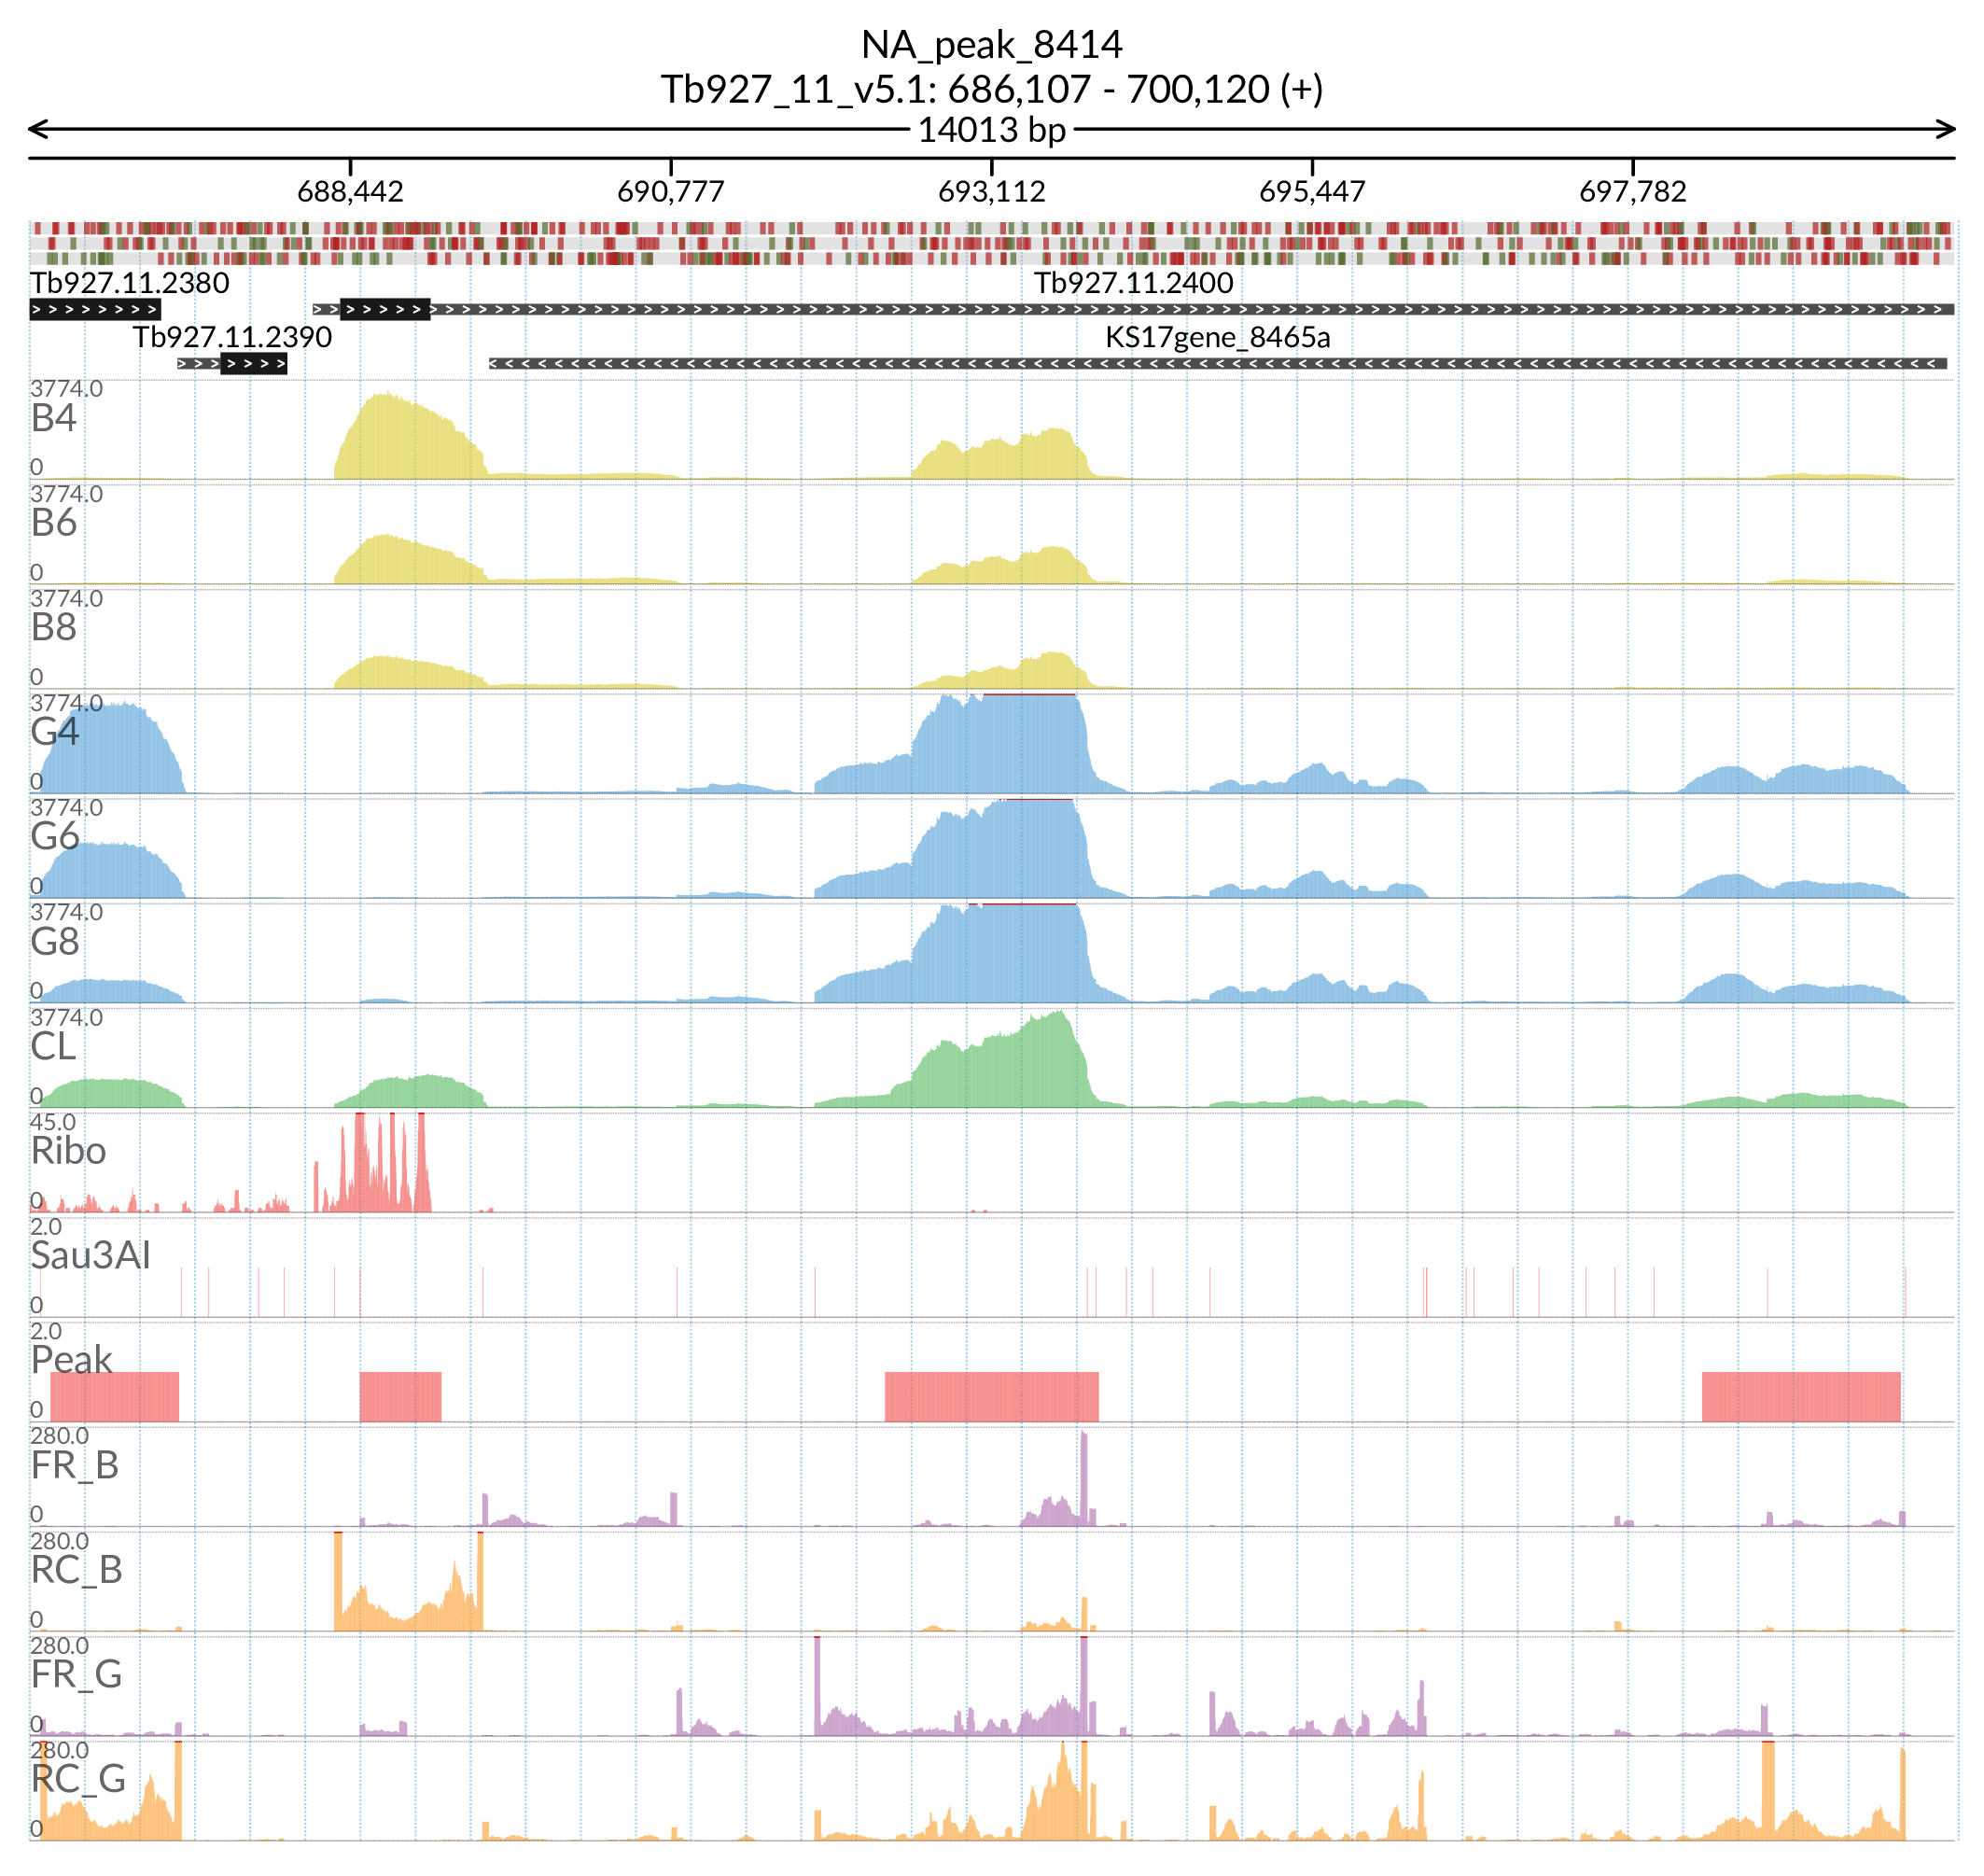 NA_peak_8414
Tb927_11_v5.1: 686,107 - 700,120 (+)
14013 bp
688,442 690,777 693,112 695,447 697,782
Tb927.11.2380 Tb927.11.2400
Tb927.11.2390 KS17gene_8465a
3774.0
B4
0
3774.0
B6
0
3774.0
B8
0
3774.0
G4
0
3774.0
G6
0
3774.0
G8
0
3774.0
CL
0
45.0
Ribo
0
2.0
Sau3AI
0
2.0
Peak
0
280.0
FR_B
0
280.0
RC_B
0
280.0
FR_G
0
280.0
RC_G
0